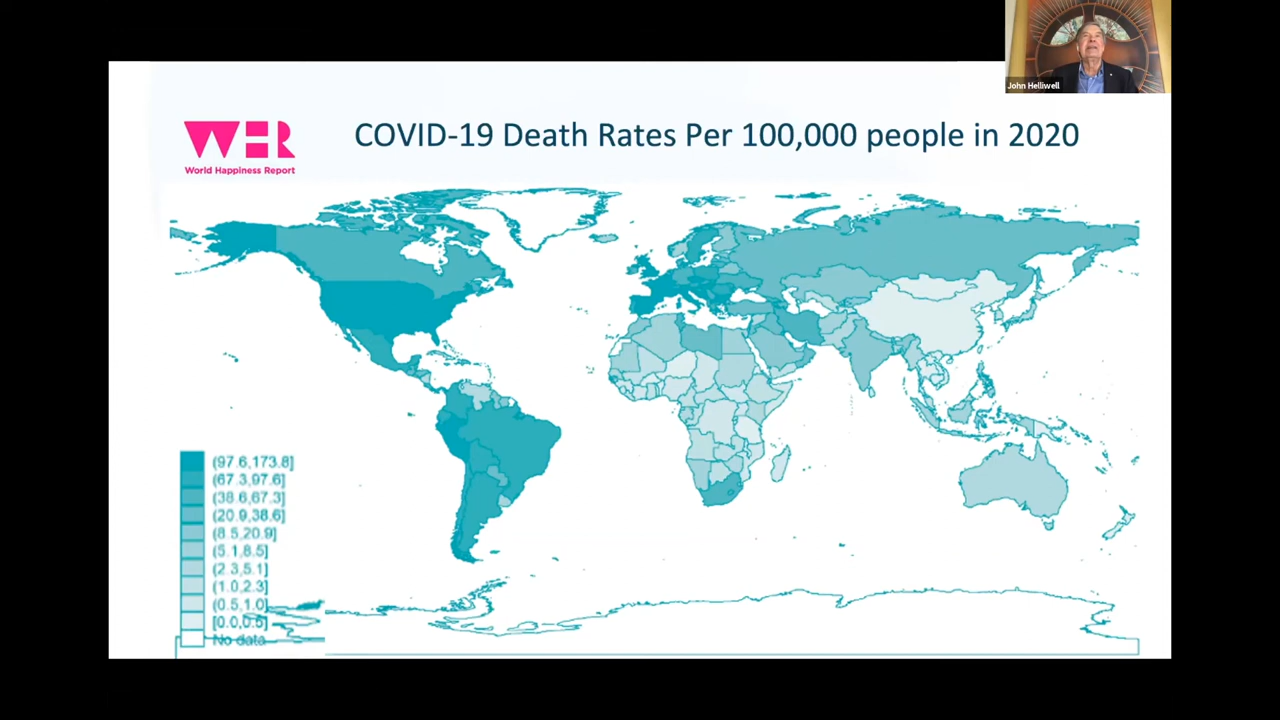 John Helliwell
WHR
World Happiness Report
COVID-19 Death Rates Per 100,000 people in 2020
(97.6,173.8]
(67.3,97.6]
(38.6,67.3]
(20.9,38.6]
(8.5,20.9]
(5.1,8.5]
(2.3,5.1]
(1.0,2.3]
(0.5,1.0]
[0.0,0.5]
No data